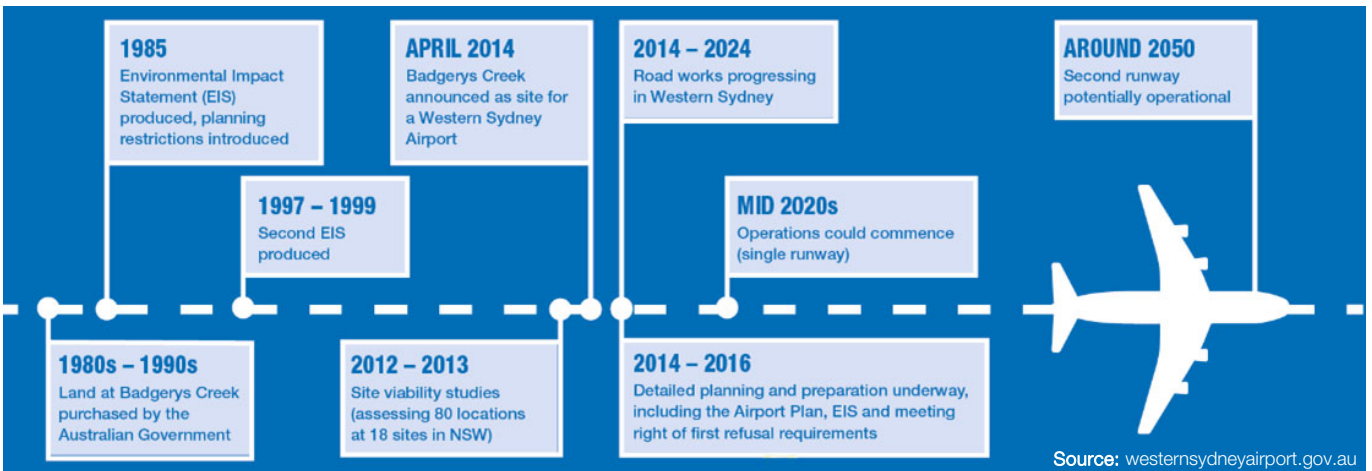 1985
Environmental Impact
Statement (EIS)
produced, planning
restrictions introduced
APRIL 2014
Badgerys Creek
announced as site for
a Western Sydney
Airport
2014 – 2024
Road works progressing
in Western Sydney
AROUND 2050
Second runway
potentially operational
1997 – 1999
Second EIS
produced
MID 2020s
Operations could commence
(single runway)
1980s – 1990s
Land at Badgerys Creek
purchased by the
Australian Government
2012 – 2013
Site viability studies
(assessing 80 locations
at 18 sites in NSW)
2014 – 2016
Detailed planning and preparation underway,
including the Airport Plan, EIS and meeting
right of first refusal requirements
Source: westernsydneyairport.gov.au